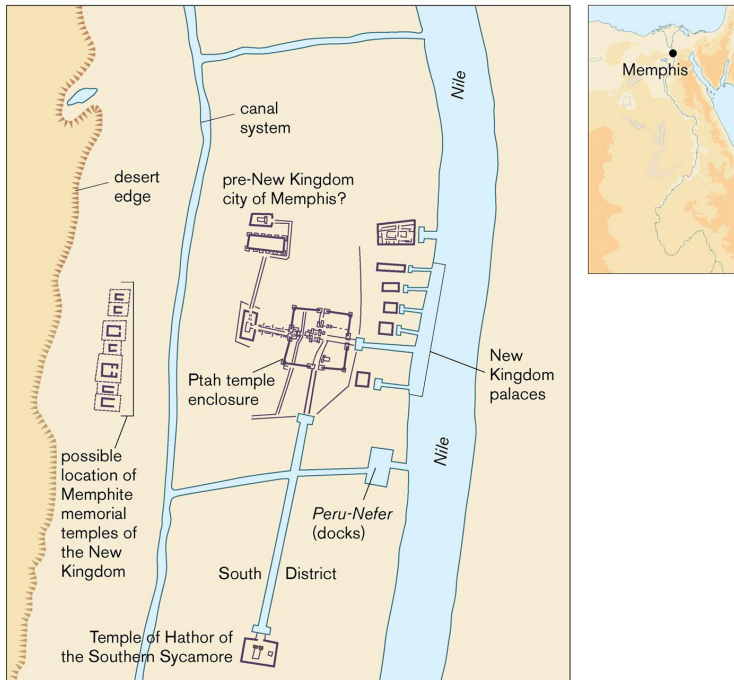 Nile
canal
system
desert
edge
pre-New Kingdom
city of Memphis?
Ptah temple
enclosure
New
Kingdom
palaces
possible
location of
Memphite
memorial
temples of
the New
Kingdom
Nile
Peru-Nefer
(docks)
South District
Temple of Hathor of
the Southern Sycamore
Memphis